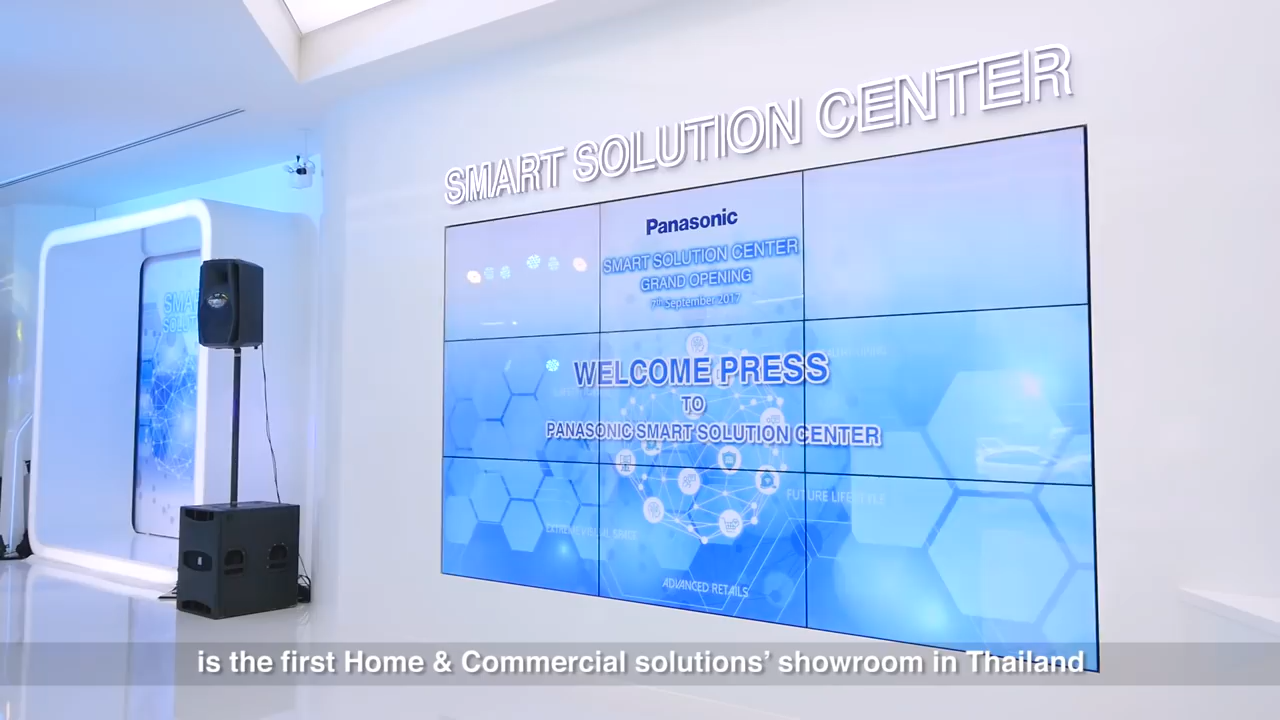 SMART SOLUTION CENTER
Panasonic
SMART SOLUTION CENTER
GRAND OPENING
7th September 2017
WELCOME PRESS
TO
PANASONIC SMART SOLUTION CENTER
FUTURE LIFESTYLE
ADVANCED RETAILS
is the first Home & Commercial solutions’ showroom in Thailand